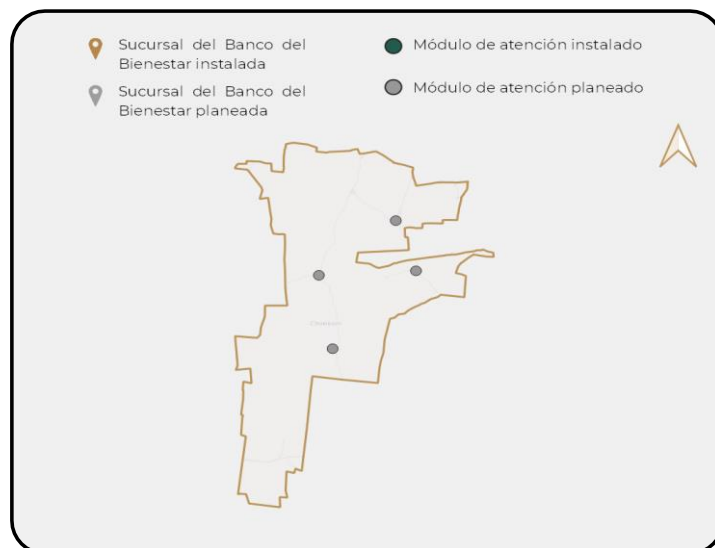 Sucursal del Banco del
Bienestar instalada
Sucursal del Banco del
Bienestar planeada
Módulo de atención instalado
Módulo de atención planeado